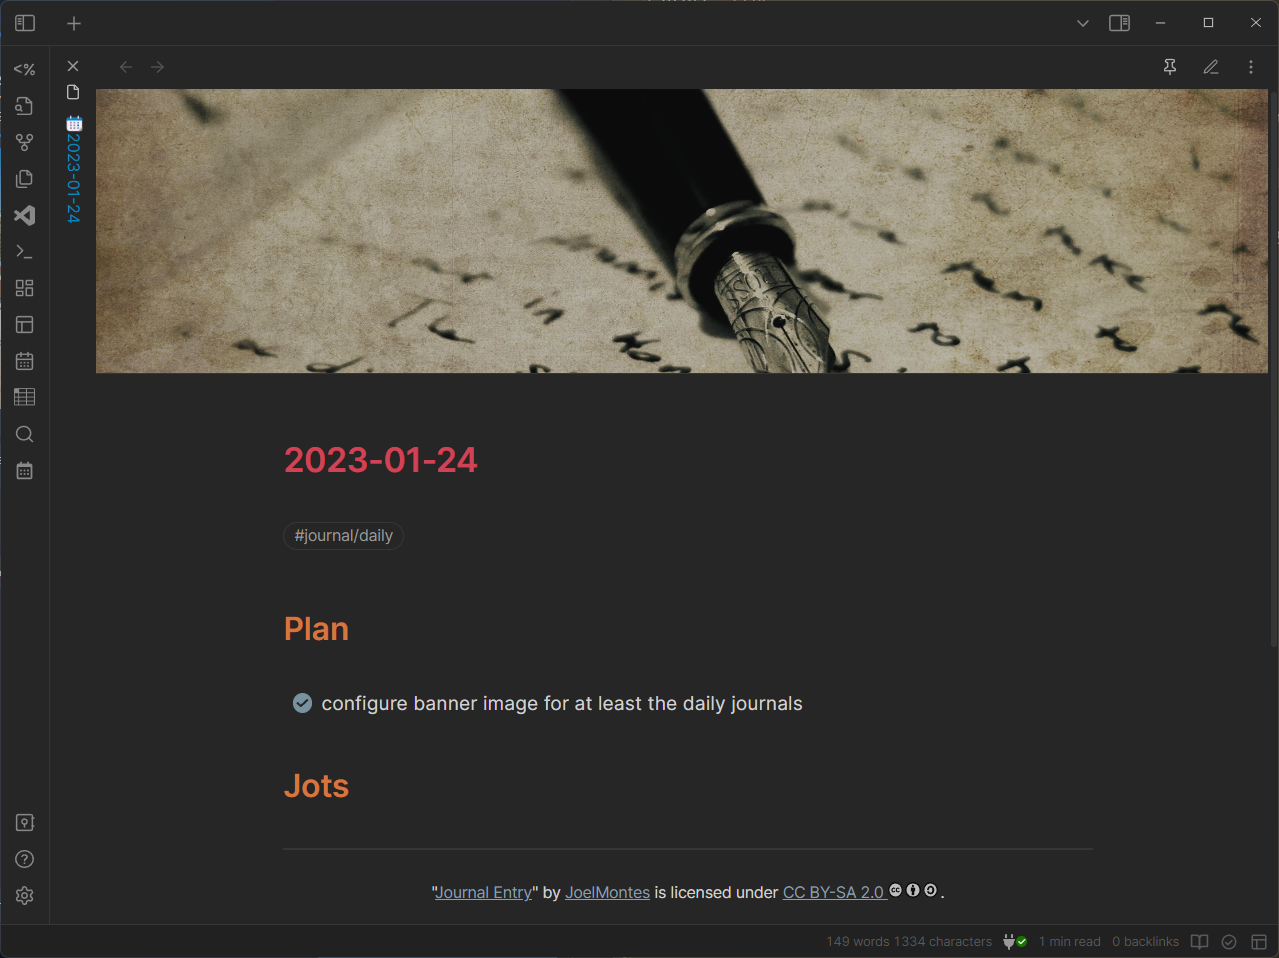 <%
2023-01-24
2023-01-24
#journal/daily
Plan
configure banner image for at least the daily journals
Jots
"Journal Entry" by JoelMontes is licensed under CC BY-SA 2.0 .
149 words 1334 characters 1 min read 0 backlinks